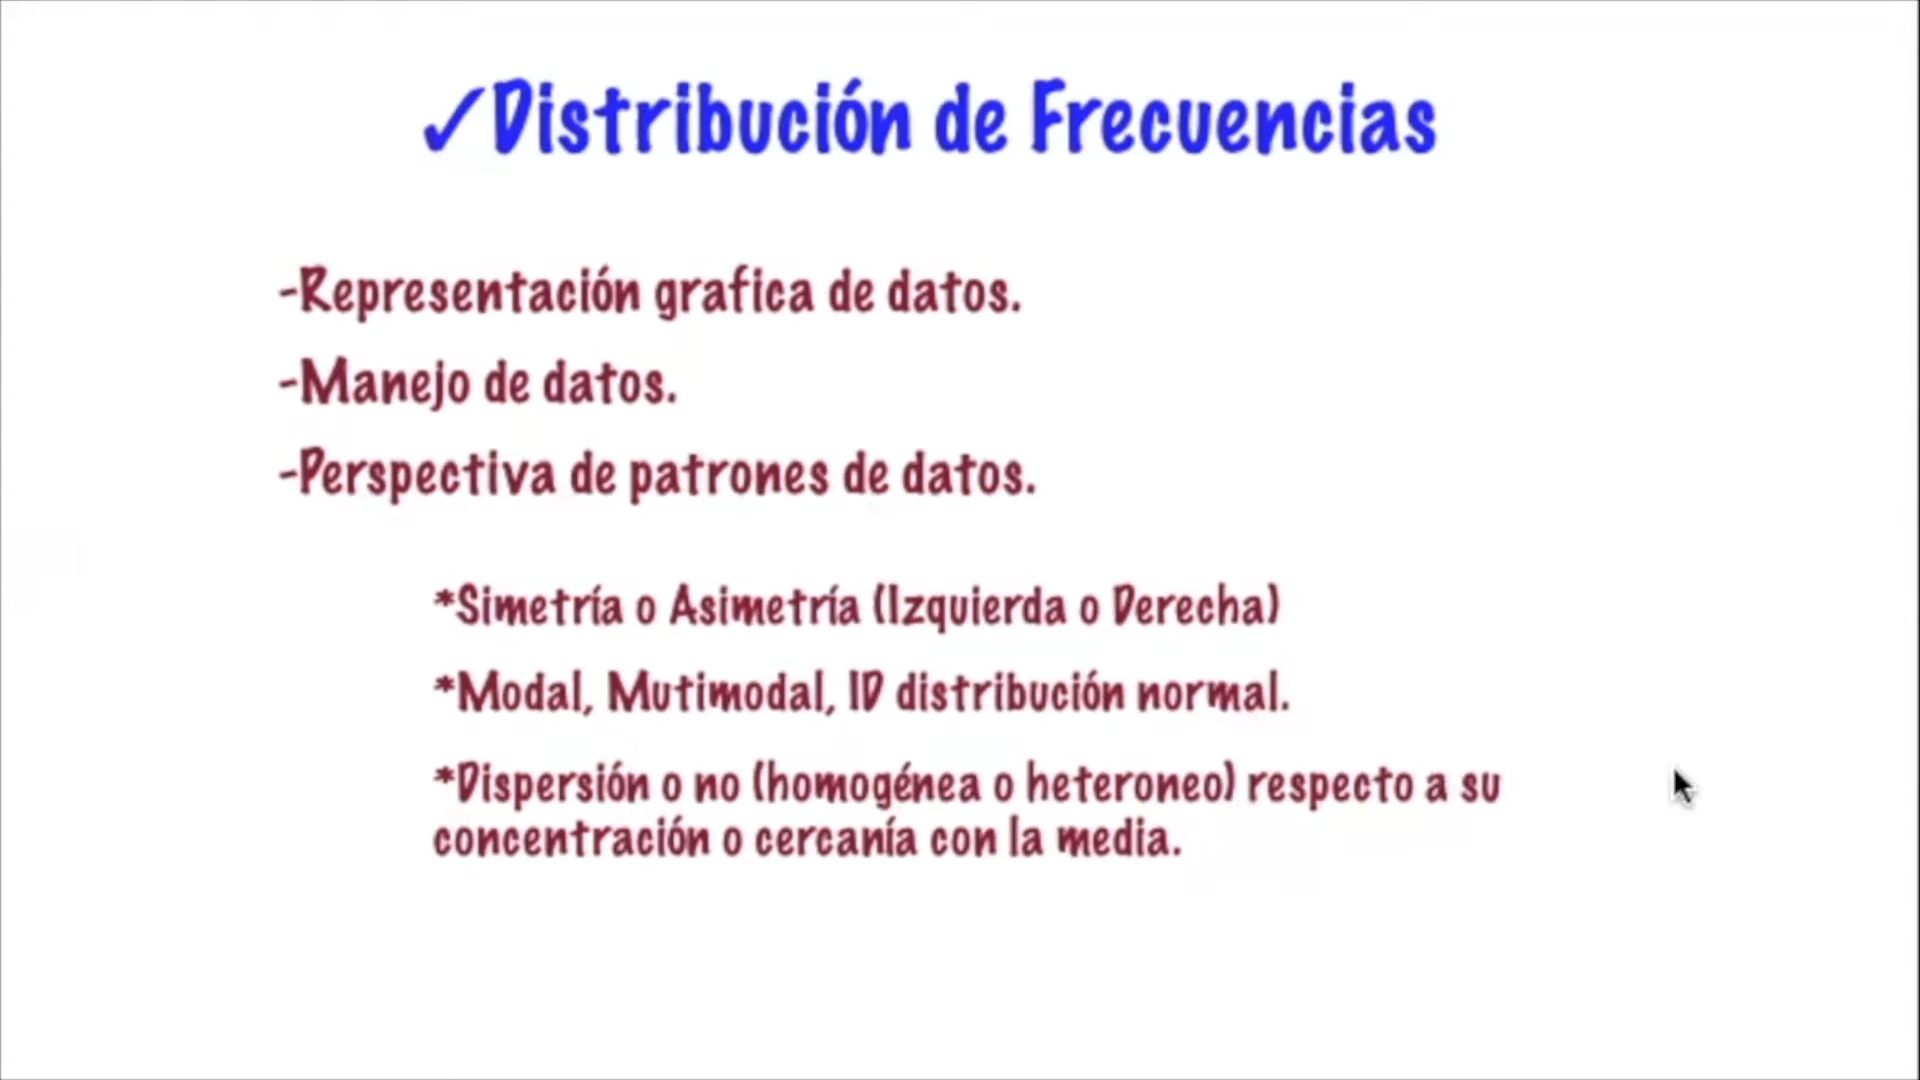 ✓Distribución de Frecuencias
-Representación grafica de datos.
-Manejo de datos.
-Perspectiva de patrones de datos.
*Simetría o Asimetría (Izquierda o Derecha)
*Modal, Mutimodal, ID distribución normal.
*Dispersión o no (homogénea o heteroneo) respecto a su
concentración o cercanía con la media.